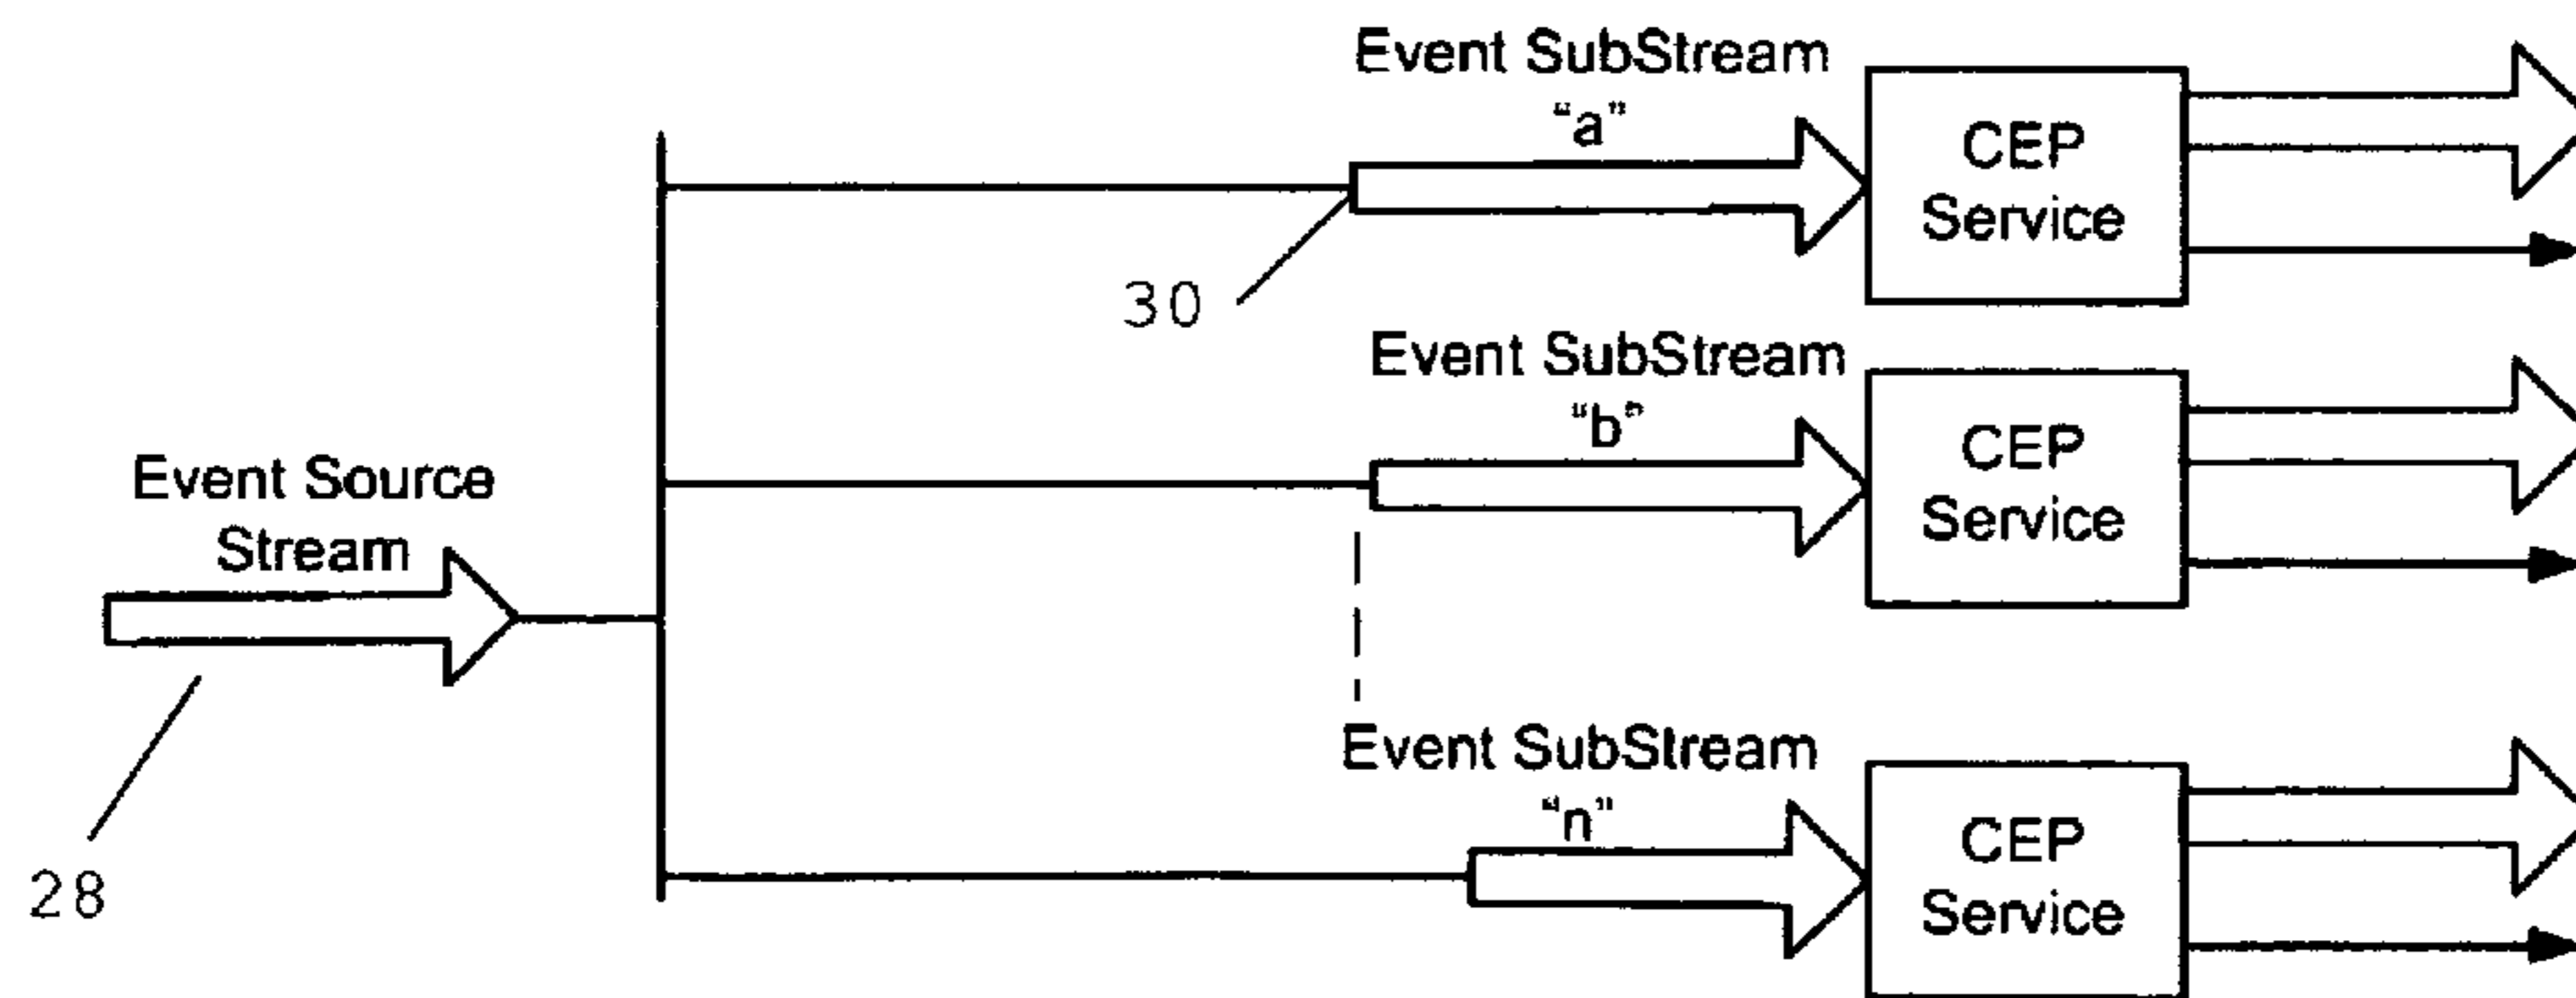 Event SubStream
"a"
CEP
Service
30
Event SubStream
"b"
CEP
Service
Event Source
Stream
28
Event SubStream
"n"
CEP
Service